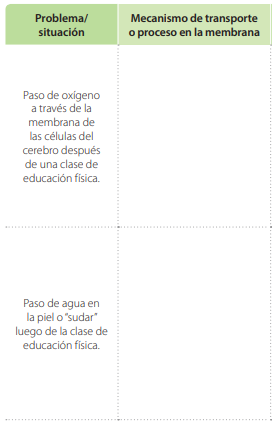 Problema/
situación
Mecanismo de transporte
o proceso en la membrana
Paso de oxígeno
a través de la
membrana de
las células del
cerebro después
de una clase de
educación física.
Paso de agua en
la piel o “sudar”
luego de la clase de
educación física.